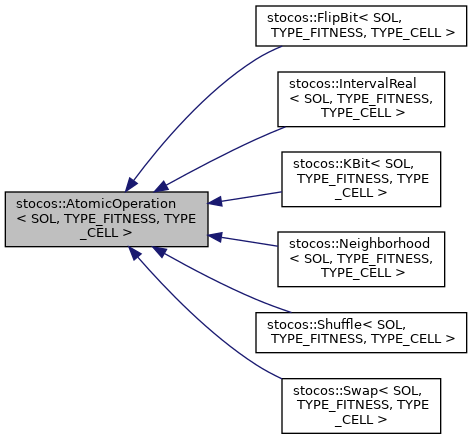 stocos::FlipBit< SOL,
TYPE_FITNESS, TYPE_CELL >
stocos::IntervalReal
< SOL, TYPE_FITNESS,
TYPE_CELL >
stocos::KBit< SOL,
TYPE_FITNESS, TYPE
_CELL >
stocos::AtomicOperation
< SOL, TYPE_FITNESS, TYPE
_CELL >
stocos::Neighborhood
< SOL, TYPE_FITNESS,
TYPE_CELL >
stocos::Shuffle< SOL,
TYPE_FITNESS, TYPE_CELL >
stocos::Swap< SOL,
TYPE_FITNESS, TYPE
_CELL >